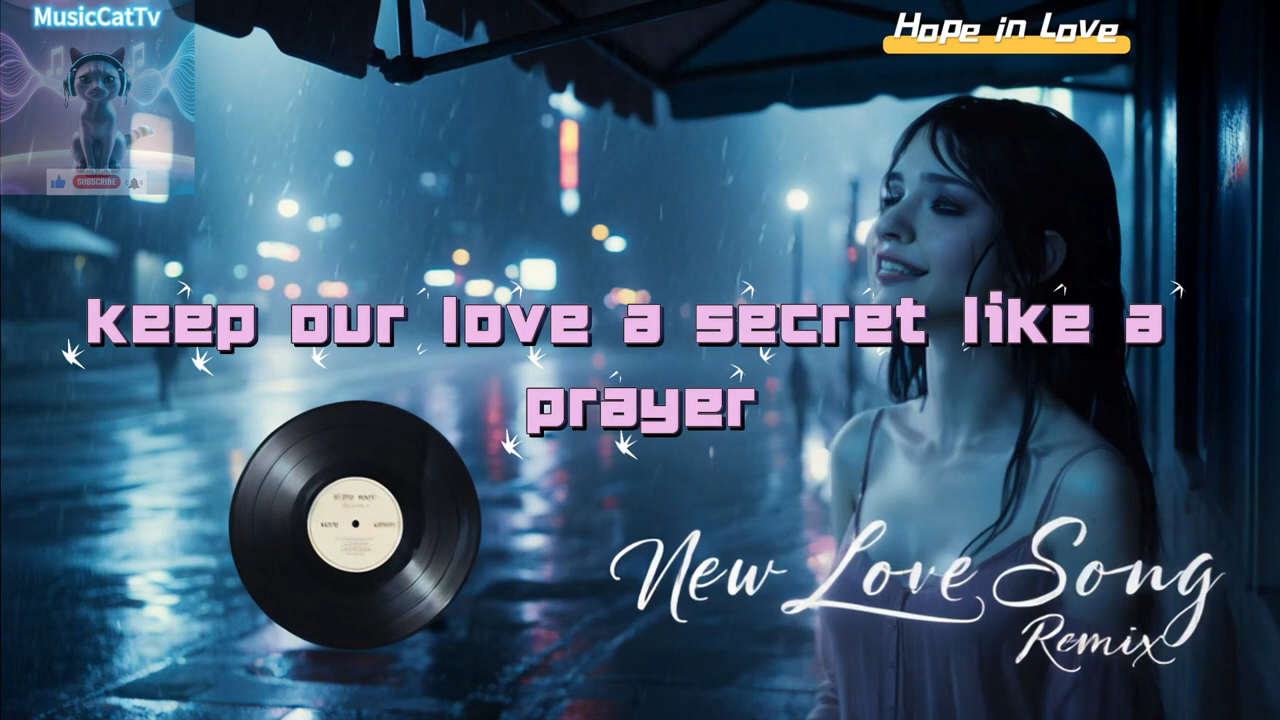 MusicCatTv
Hope in Love
SUBSCRIBE
keep our love a secret like a
prayer
New Love Song
Remix